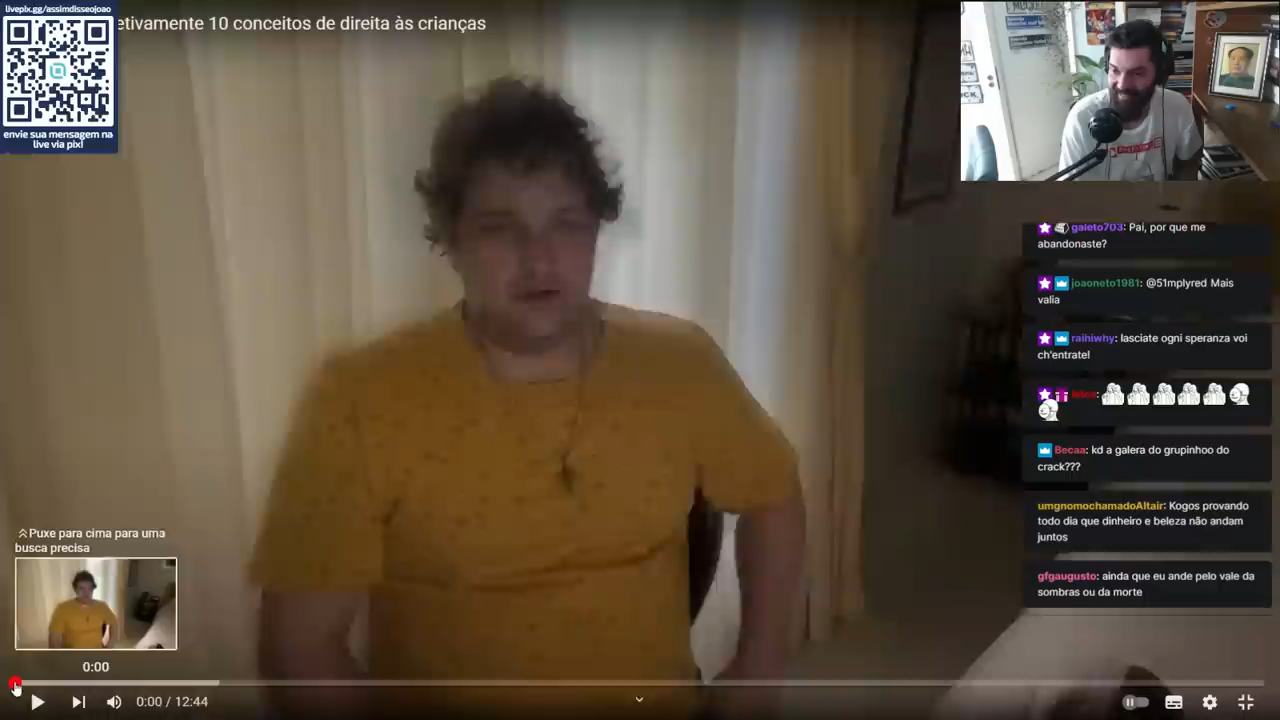 livepix.gg/assimdisseojoao
etivamente 10 conceitos de direita às crianças
envie sua mensagem na
live via pix!
galeto703: Pai, por que me
abandonaste?
joaoneto1981: @51mplyred Mais
valia
raihiwhy: lasciate ogni speranza voi
ch'entratel
Becaa: kd a galera do grupinhoo do
crack???
umgnomochamadoAltair: Kogos provando
todo dia que dinheiro e beleza não andam
juntos
gfgaugusto: ainda que eu ande pelo vale da
sombras ou da morte
Puxe para cima para uma
busca precisa
0:00
0:00 / 12:44